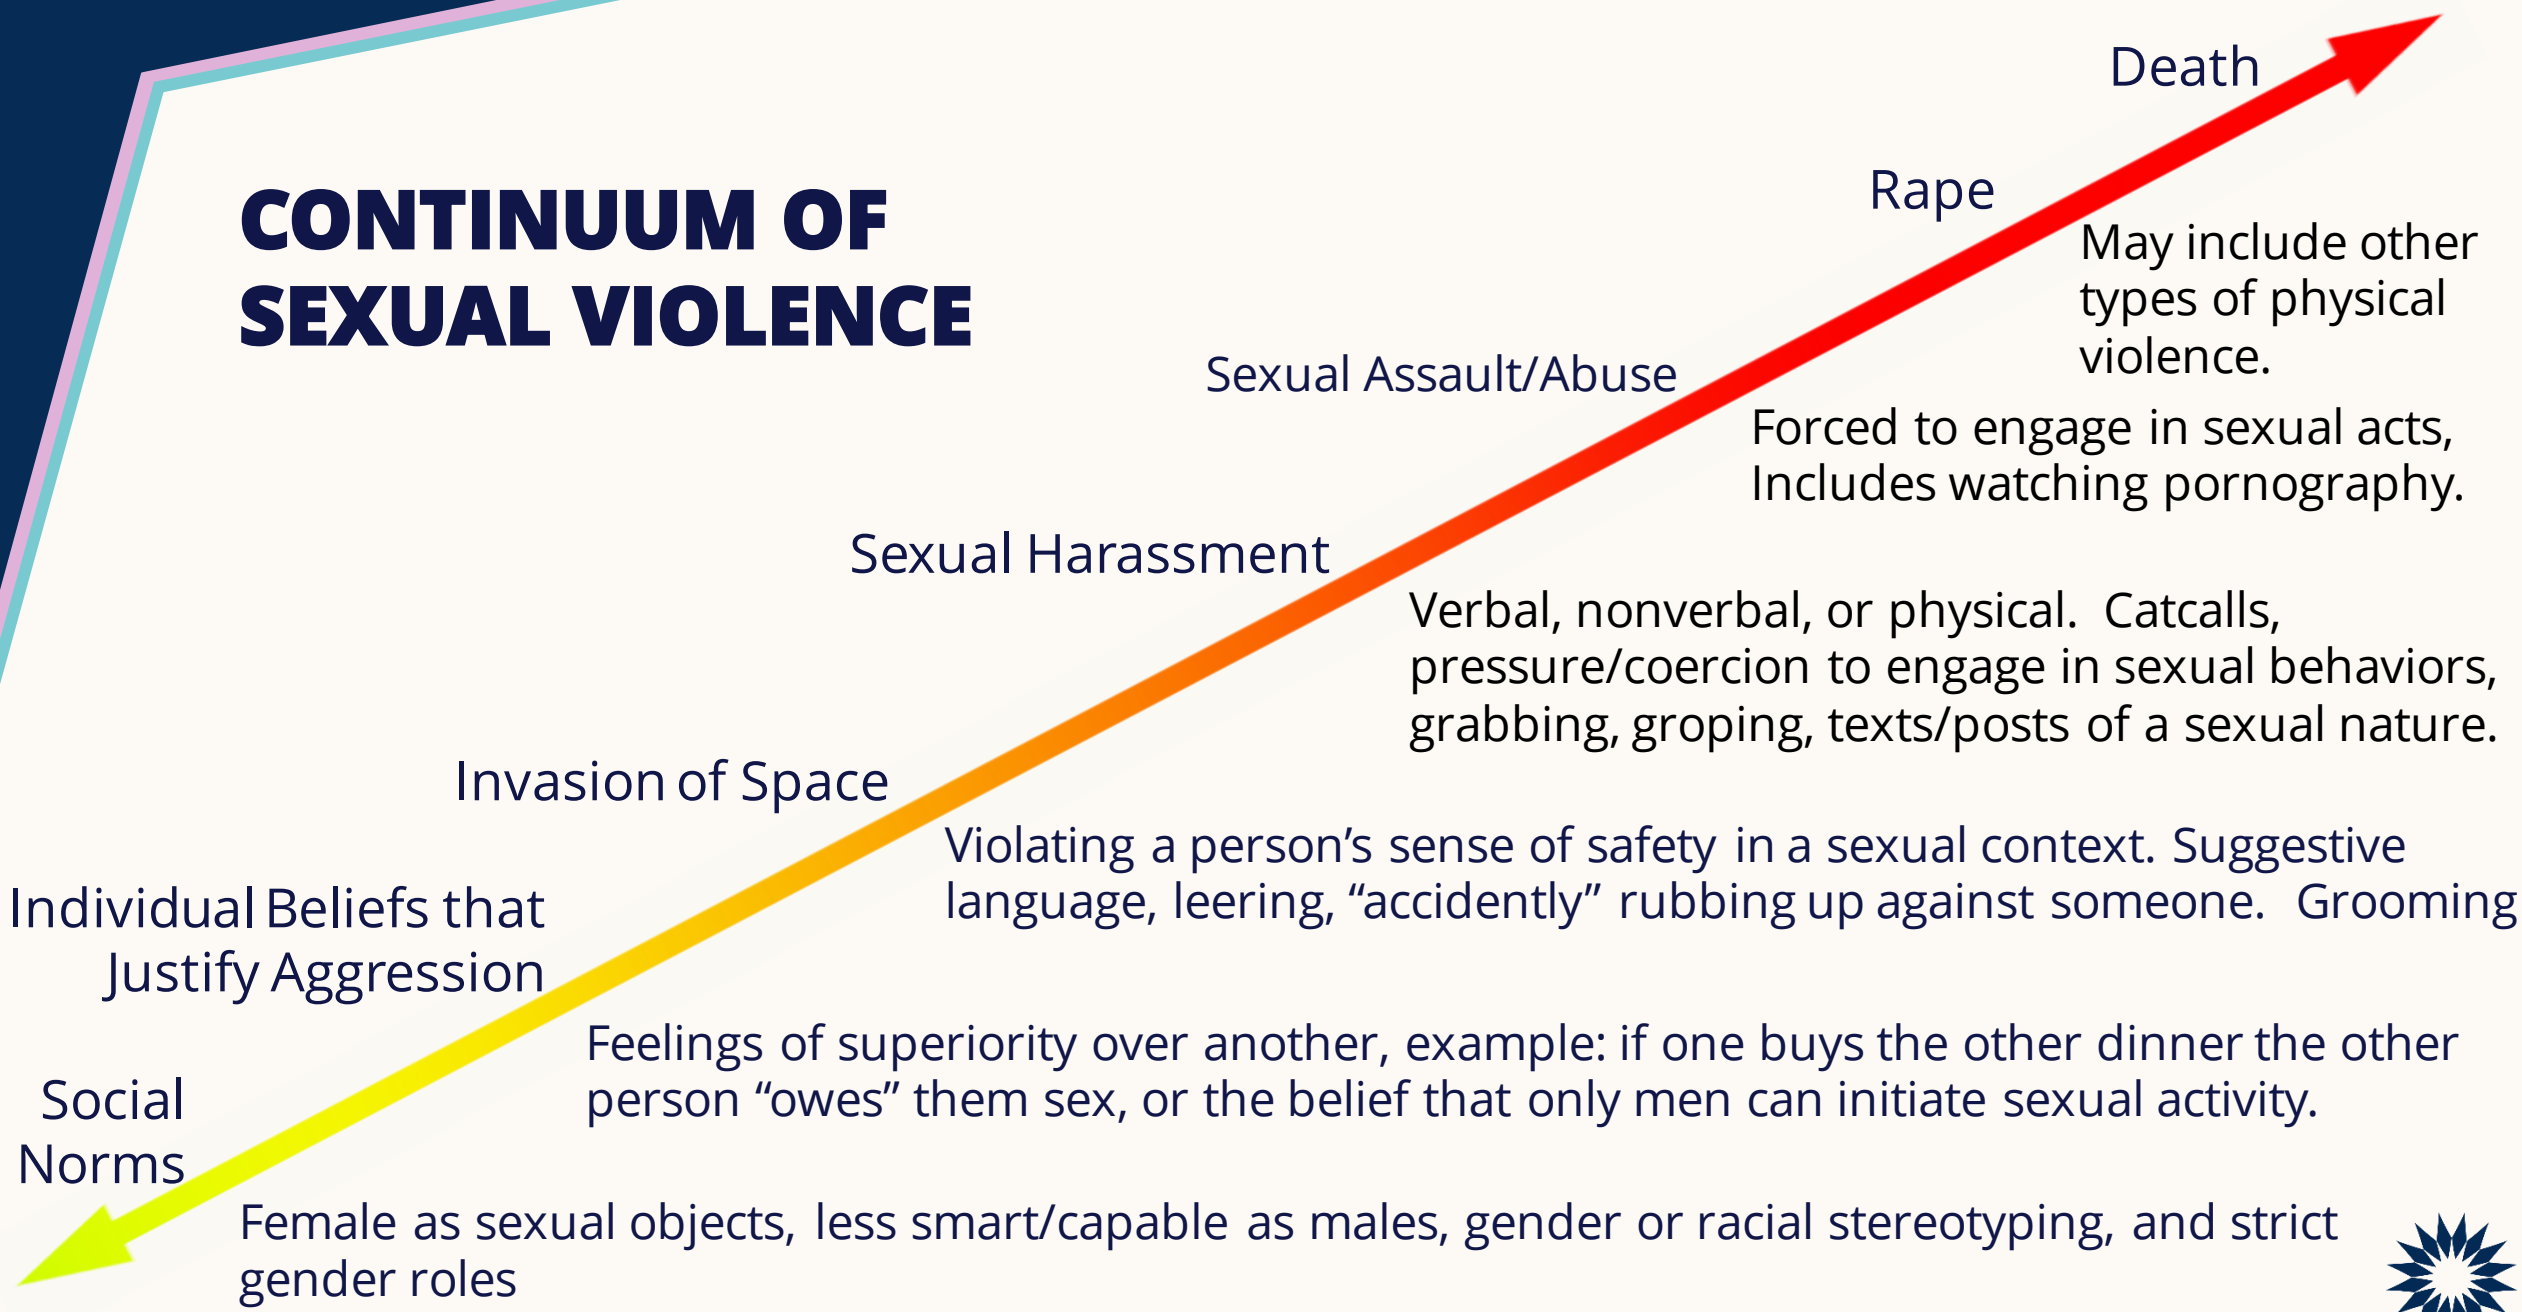 CONTINUUM OF
SEXUAL VIOLENCE
Death
Rape
May include other
types of physical
violence.
Sexual Assault/Abuse
Forced to engage in sexual acts,
Includes watching pornography.
Sexual Harassment
Verbal, nonverbal, or physical.  Catcalls,
pressure/coercion to engage in sexual behaviors,
grabbing, groping, texts/posts of a sexual nature.
Invasion of Space
Violating a person’s sense of safety in a sexual context. Suggestive
language, leering, “accidently” rubbing up against someone.  Grooming
Individual Beliefs that
Justify Aggression
Feelings of superiority over another, example: if one buys the other dinner the other
person “owes” them sex, or the belief that only men can initiate sexual activity.
Social
Norms
Female as sexual objects, less smart/capable as males, gender or racial stereotyping, and strict
gender roles